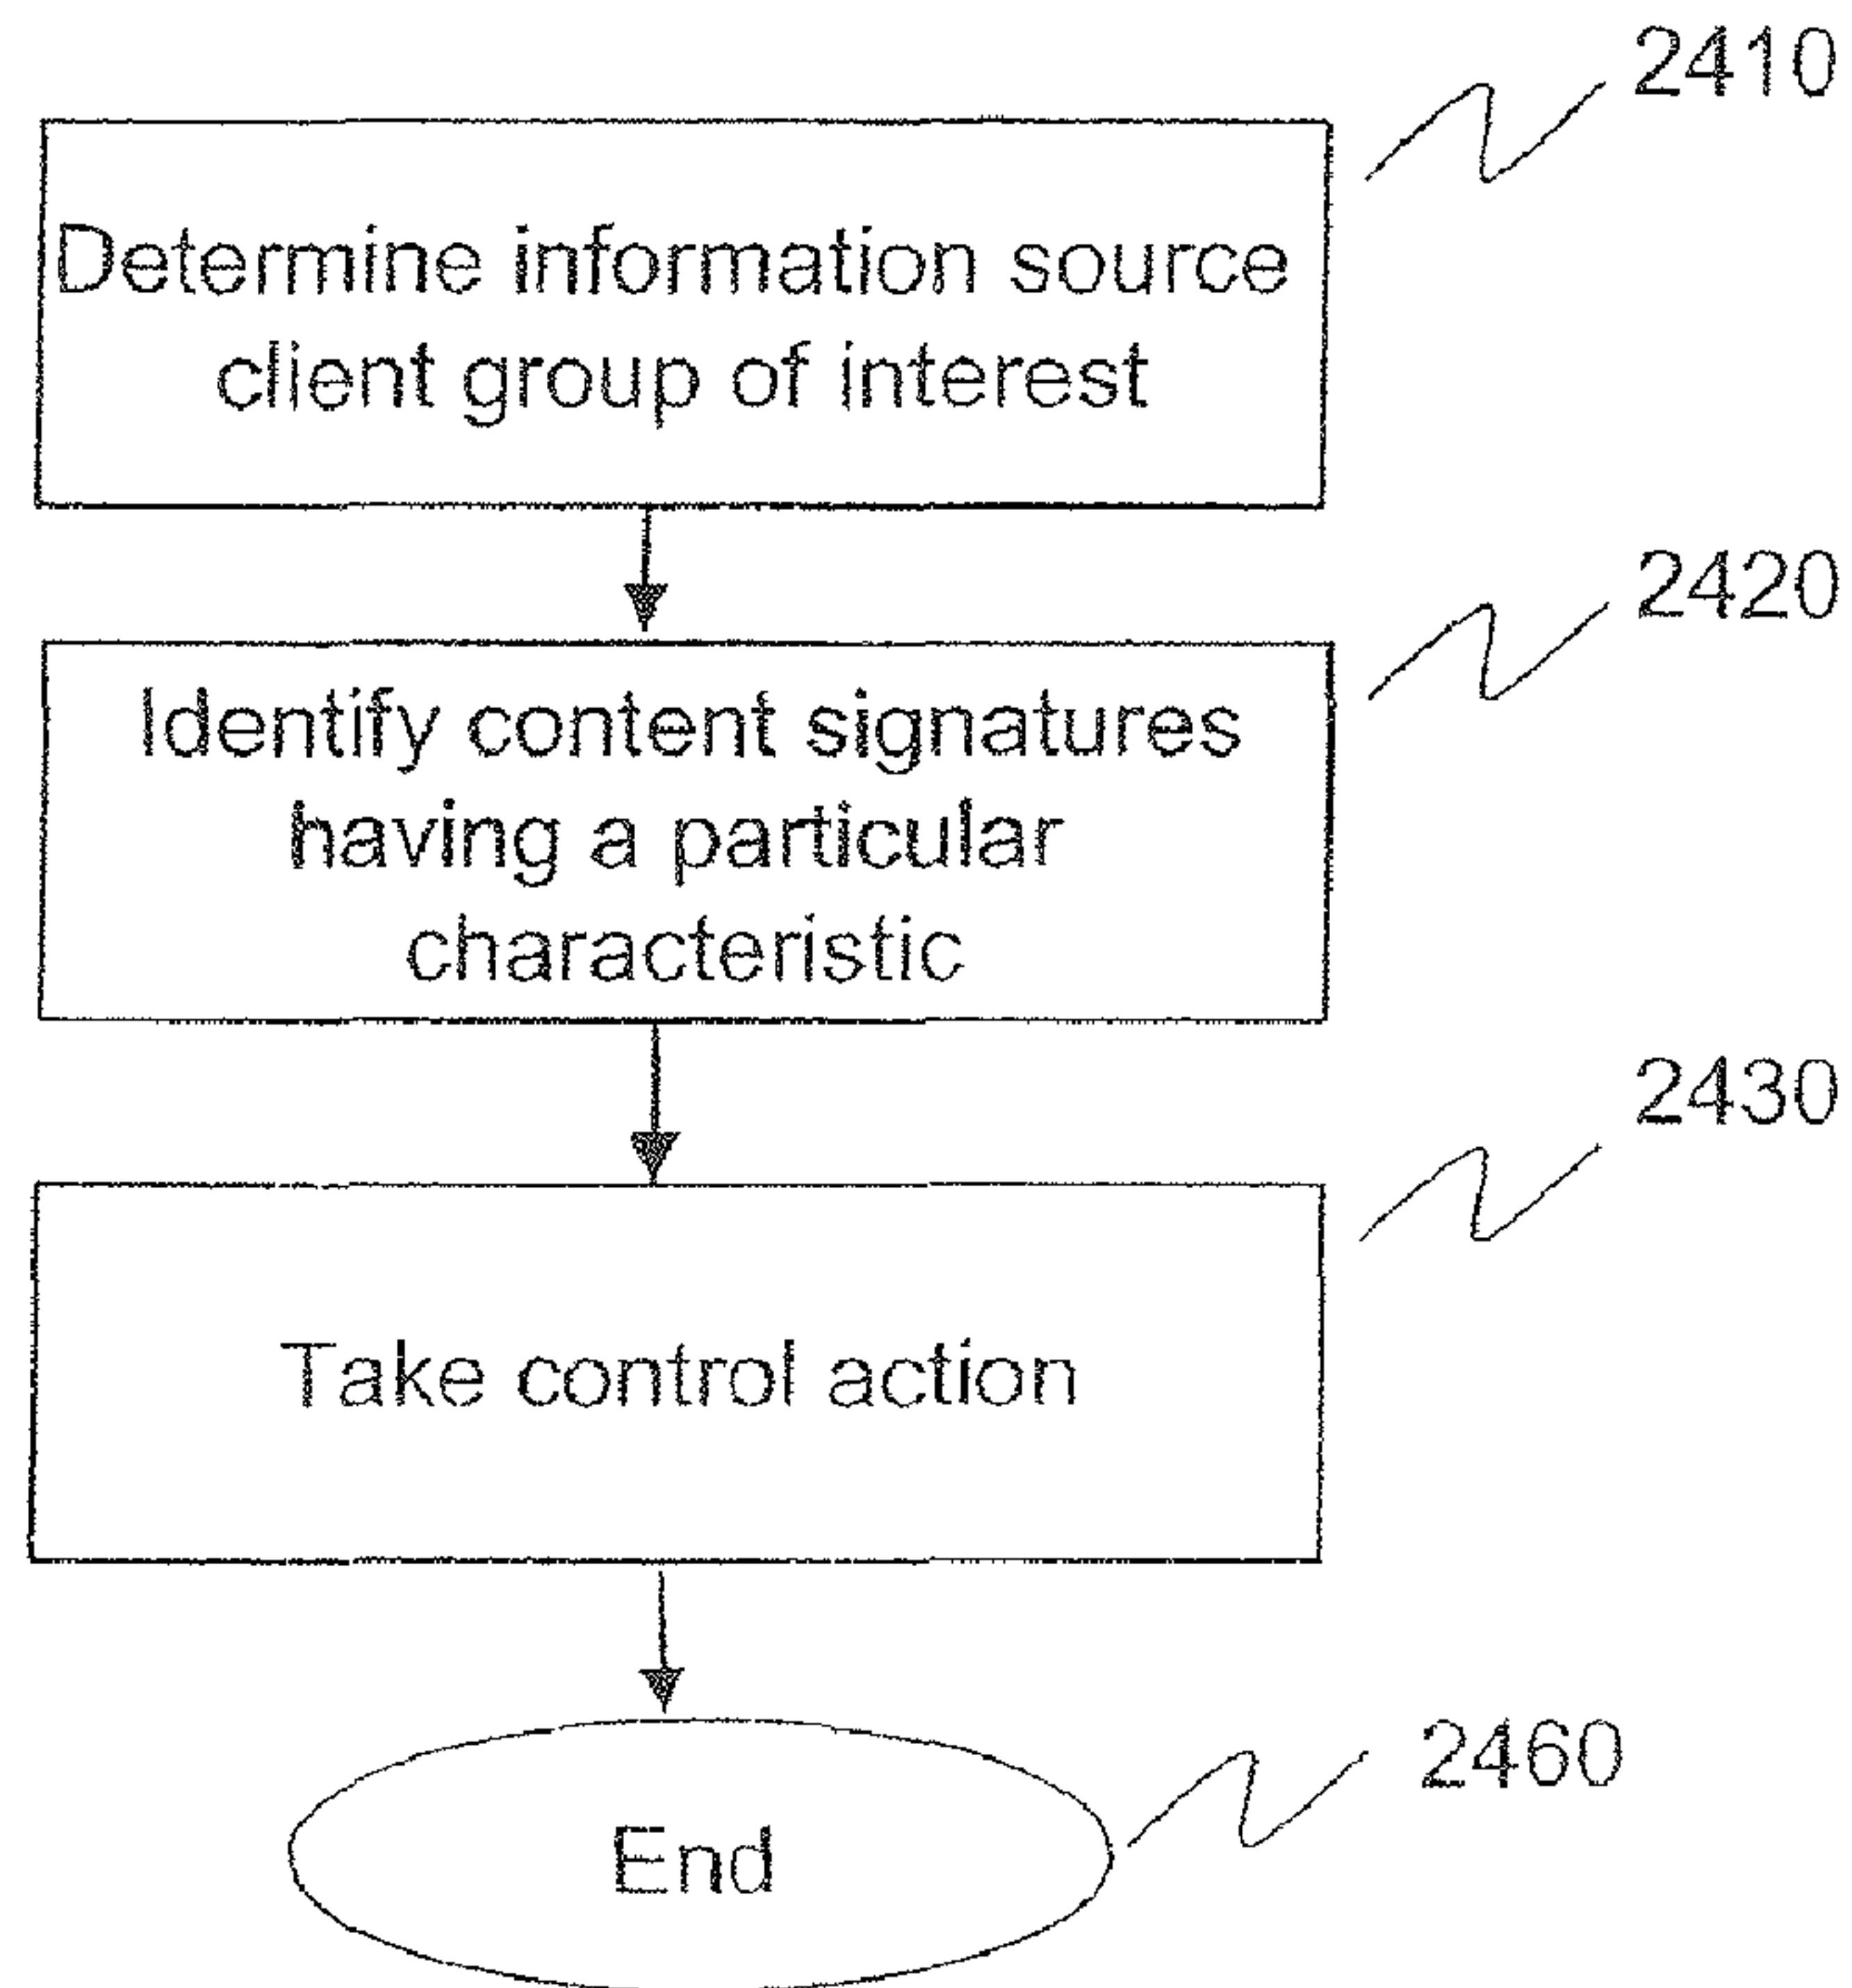 2410
Determine information source
client group of interest
2420
Identify content signatures
having a particular
characteristic
2430
Take control action
2460
End